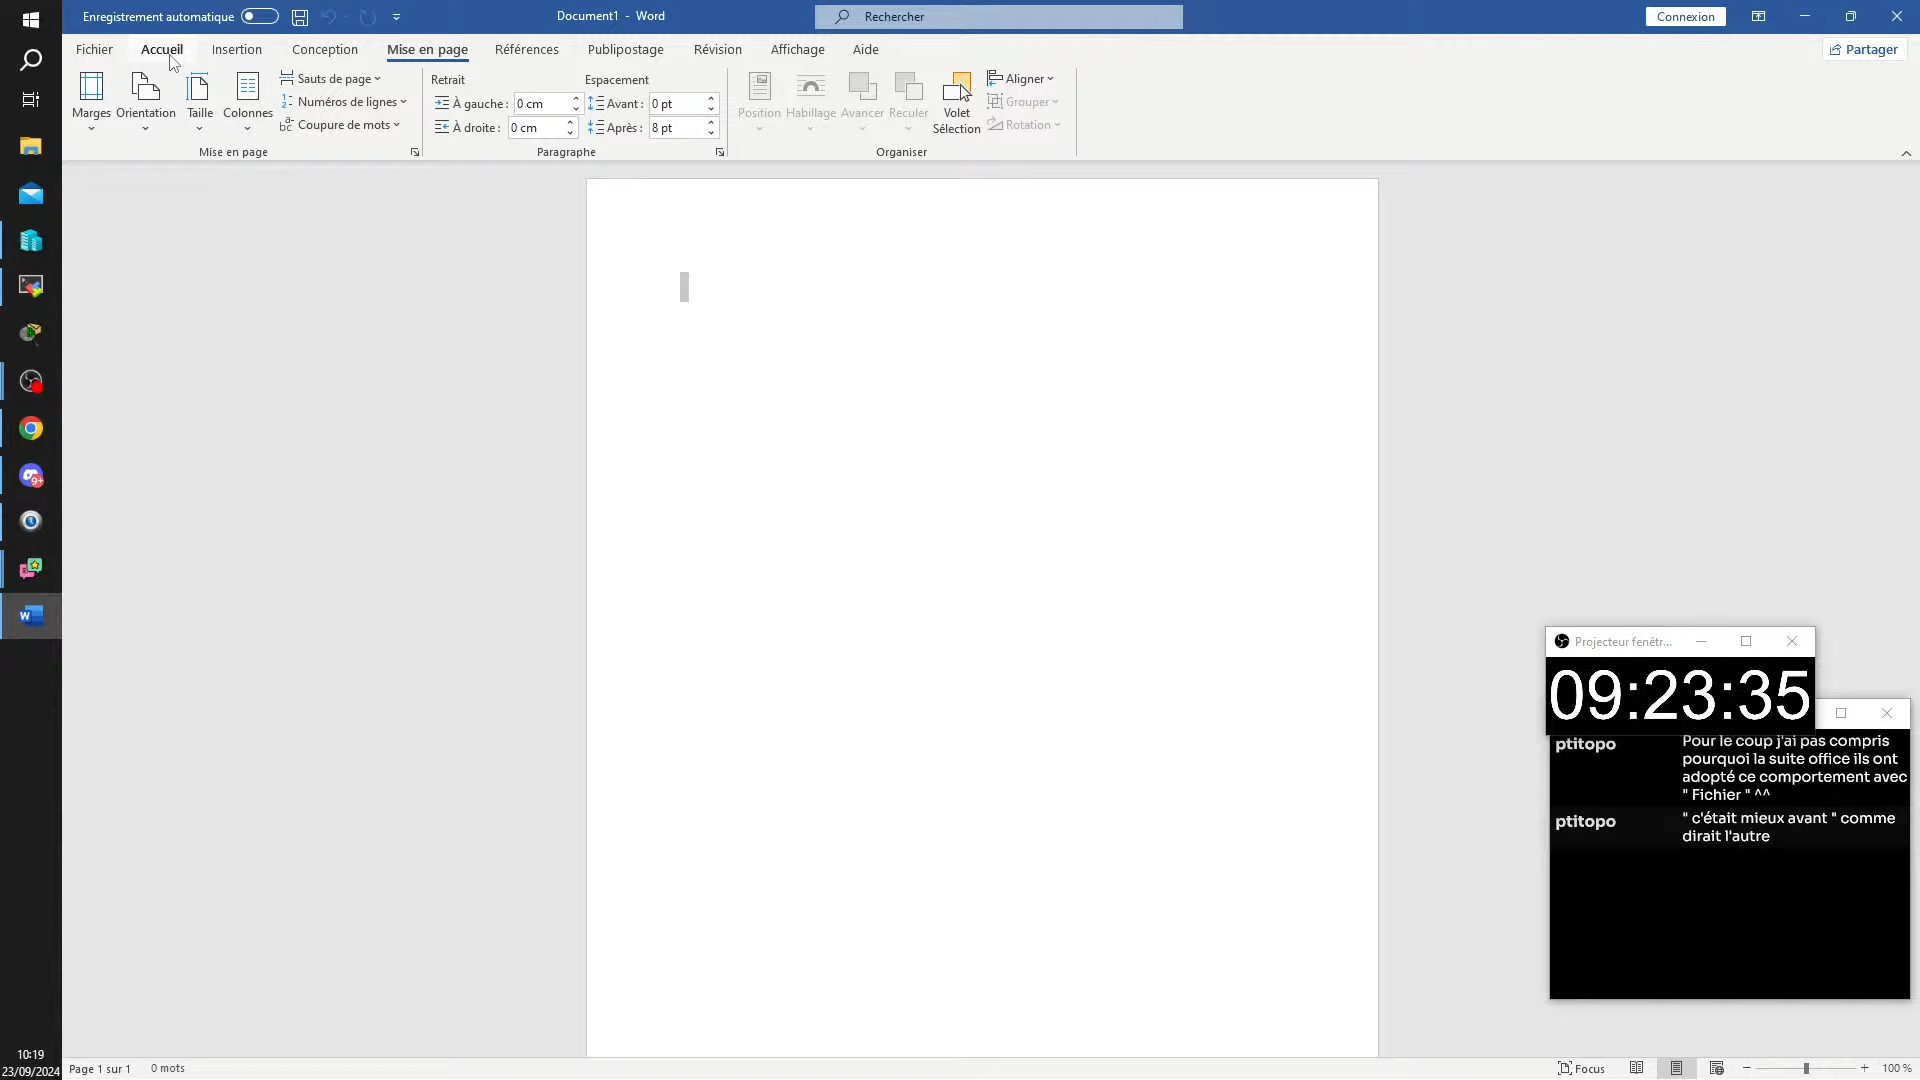 Enregistrement automatique
Document1 - Word
Rechercher
Connexion
Fichier
Accueil
Insertion
Conception
Mise en page
Références
Publipostage
Révision
Affichage
Aide
Partager
Marges
Orientation
Taille
Colonnes
Sauts de page
Numéros de lignes
Coupure de mots
Mise en page
Retrait
À gauche : 0 cm
À droite : 0 cm
Espacement
Avant : 0 pt
Après : 8 pt
Paragraphe
Position
Habillage
Avancer
Reculer
Volet
Sélection
Aligner
Grouper
Rotation
Organiser
Projecteur fenêtr...
09:23:35
ptitopo
Pour le coup j'ai pas compris
pourquoi la suite office ils ont
adopté ce comportement avec
" Fichier " ^^
ptitopo
" c'était mieux avant " comme
dirait l'autre
9+
W
10:19
23/09/2024
Page 1 sur 1
0 mots
Focus
100 %